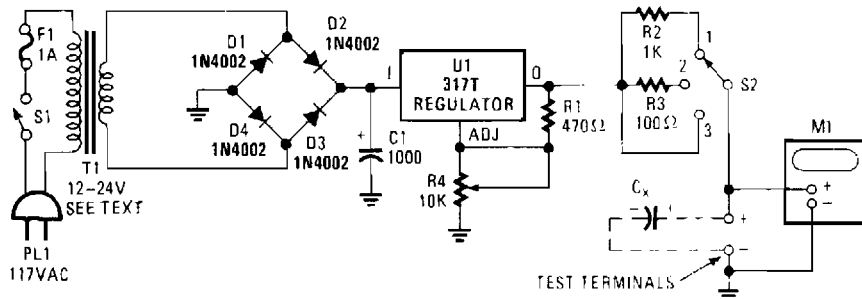 F1
1A
S1
T1
12–24V
SEE TEXT
PL1
117VAC
D1
1N4002
D2
1N4002
D4
1N4002
D3
1N4002
I
U1
317T
REGULATOR
O
ADJ
+
C1
1000
R1
470Ω
R4
10K
R2
1K
1
2
3
S2
R3
100Ω
M1
+
−
Cx
−
+
+
−
TEST TERMINALS